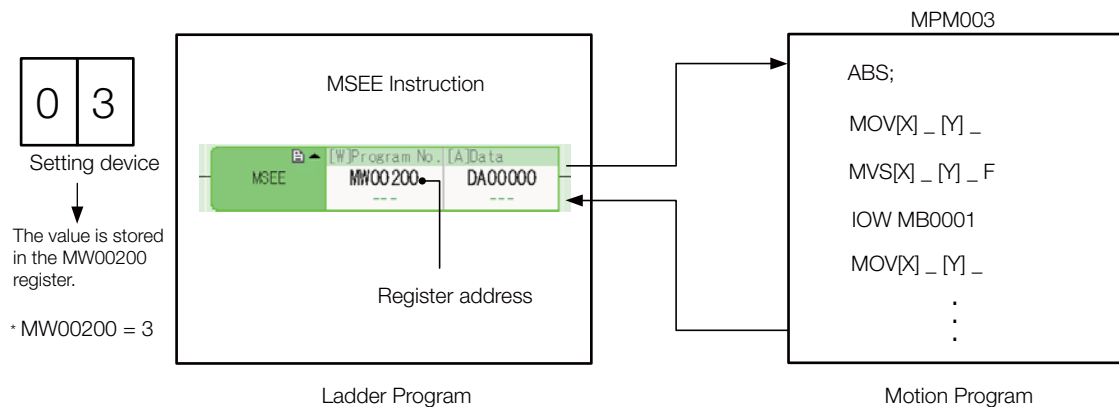 0 3
Setting device
The value is stored
in the MW00200
register.
* MW00200 = 3
MSEE Instruction
[W]Program No. [A]Data
MSEE MW00200 DA00000
--- ---
Register address
Ladder Program
MPM003
ABS;
MOV[X] _ [Y] _
MVS[X] _ [Y] _ F
IOW MB0001
MOV[X] _ [Y] _
.
.
.
Motion Program